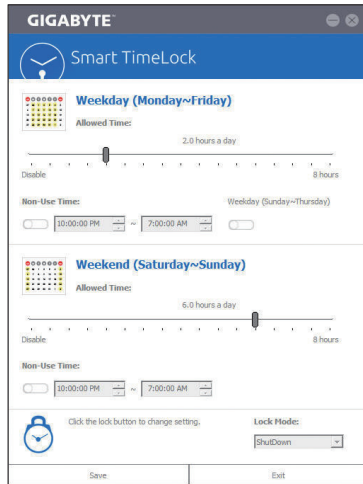 GIGABYTE™
Smart TimeLock
Weekday (Monday~Friday)
Allowed Time:
2.0 hours a day
Disable 8 hours
Non-Use Time: Weekday (Sunday~Thursday)
10:00:00 PM ~ 7:00:00 AM
Weekend (Saturday~Sunday)
Allowed Time:
6.0 hours a day
Disable 8 hours
Non-Use Time:
10:00:00 PM ~ 7:00:00 AM
Click the lock button to change setting. Lock Mode:
ShutDown
Save Exit